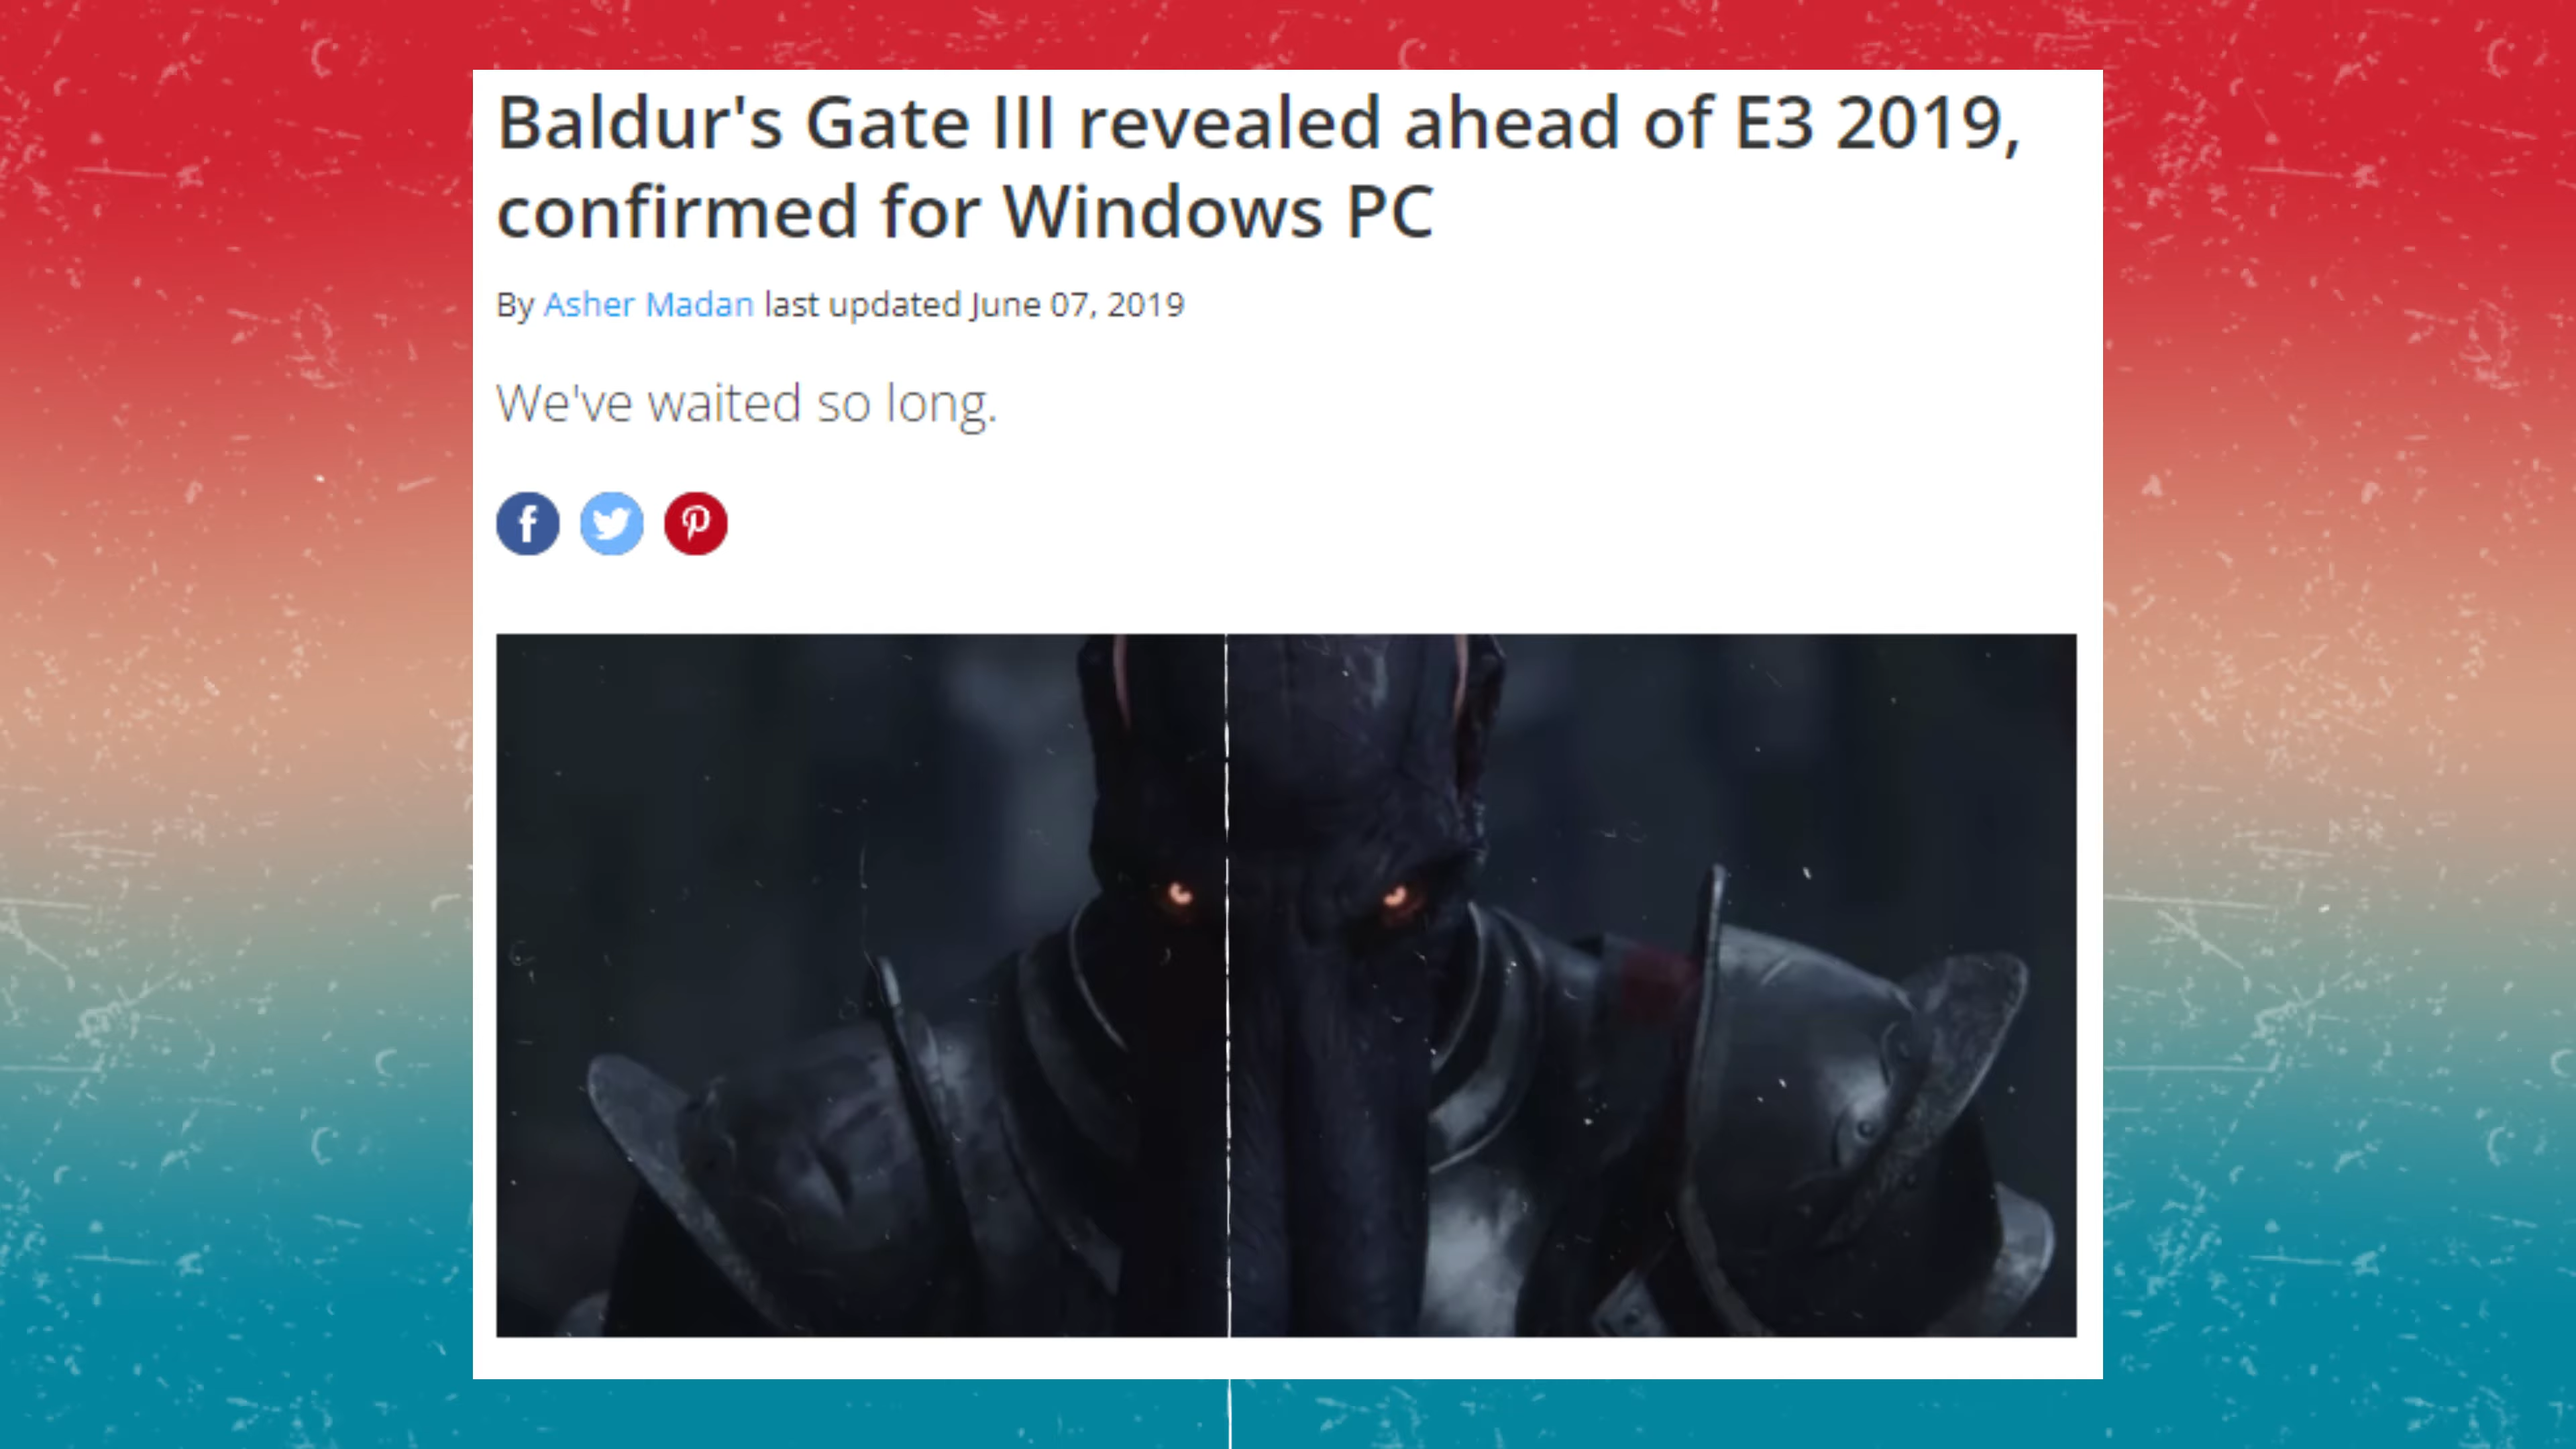 Baldur's Gate III revealed ahead of E3 2019,
confirmed for Windows PC
By Asher Madan last updated June 07, 2019
We've waited so long.